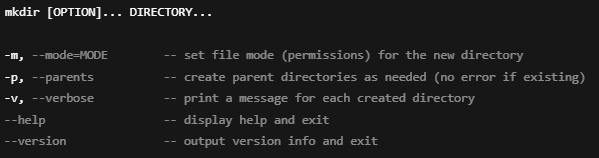 mkdir [OPTION]... DIRECTORY...
-m, --mode=MODE -- set file mode (permissions) for the new directory
-p, --parents -- create parent directories as needed (no error if existing)
-v, --verbose -- print a message for each created directory
--help -- display help and exit
--version -- output version info and exit